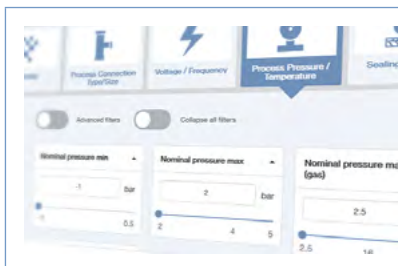 Process Connection
Type/Size
Voltage / Frequency
Process Pressure /
Temperature
Sealing
Advanced filters
Collapse all filters
Nominal pressure min
Nominal pressure max
Nominal pressure ma
(gas)
-1
bar
2
bar
2.5
-1
0.5
2
4
5
2.5
16